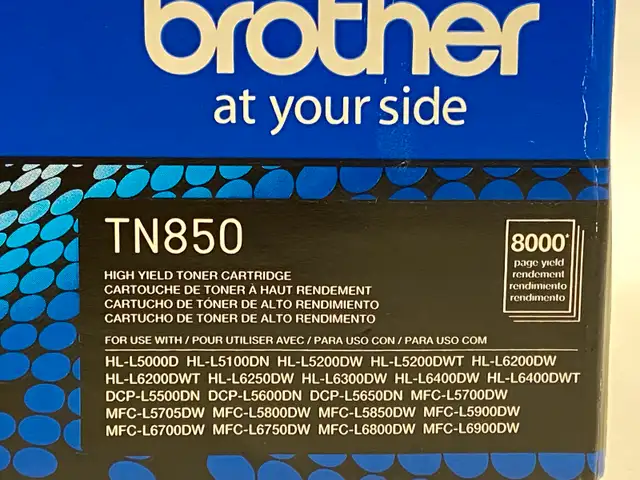 brother
at your side
TN850
HIGH YIELD TONER CARTRIDGE
CARTOUCHE DE TONER À HAUT RENDEMENT
CARTUCHO DE TÓNER DE ALTO RENDIMIENTO
CARTUCHO DE TÓNER DE ALTO RENDIMENTO
8000*
page yield
rendement
rendimiento
rendimento
FOR USE WITH / POUR UTILISER AVEC / PARA USO CON / PARA USO COM
HL-L5000D HL-L5100DN HL-L5200DW HL-L5200DWT HL-L6200DW
HL-L6200DWT HL-L6250DW HL-L6300DW HL-L6400DW HL-L6400DWT
DCP-L5500DN DCP-L5600DN DCP-L5650DN MFC-L5700DW
MFC-L5705DW MFC-L5800DW MFC-L5850DW MFC-L5900DW
MFC-L6700DW MFC-L6750DW MFC-L6800DW MFC-L6900DW